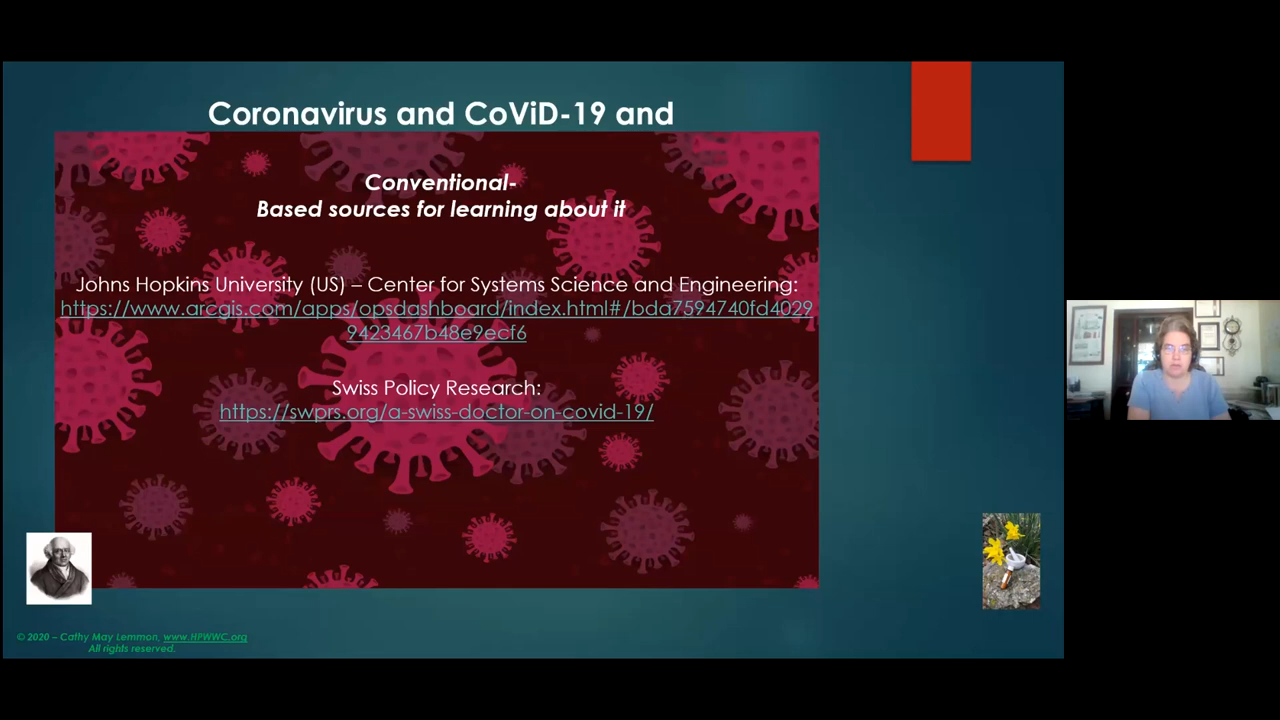 Coronavirus and CoViD-19 and
Conventional-
Based sources for learning about it
Johns Hopkins University (US) – Center for Systems Science and Engineering:
https://www.arcgis.com/apps/opsdashboard/index.html#/bda7594740fd4029
9423467b48e9ecf6
Swiss Policy Research:
https://swprs.org/a-swiss-doctor-on-covid-19/
© 2020 – Cathy May Lemmon, www.HPWWC.org
All rights reserved.